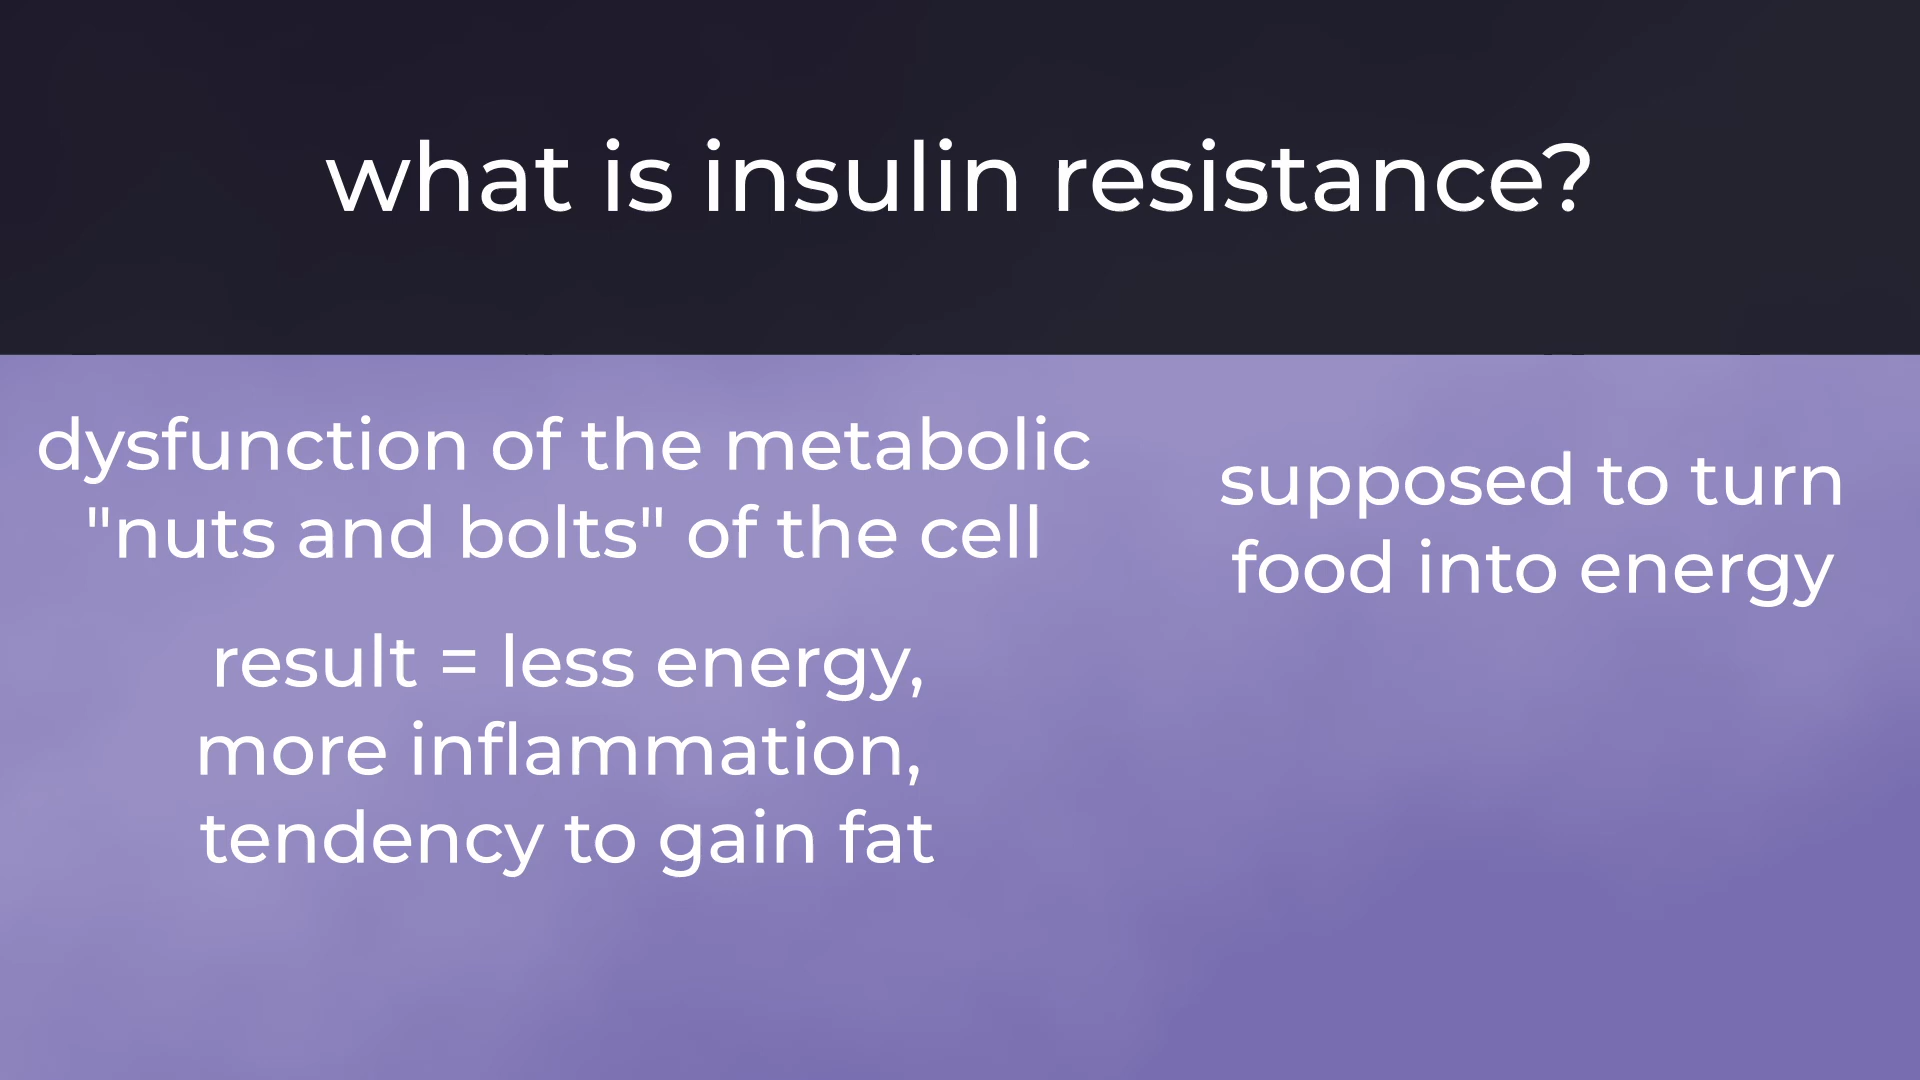 what is insulin resistance?
dysfunction of the metabolic
"nuts and bolts" of the cell
result = less energy,
more inflammation,
tendency to gain fat
supposed to turn
food into energy